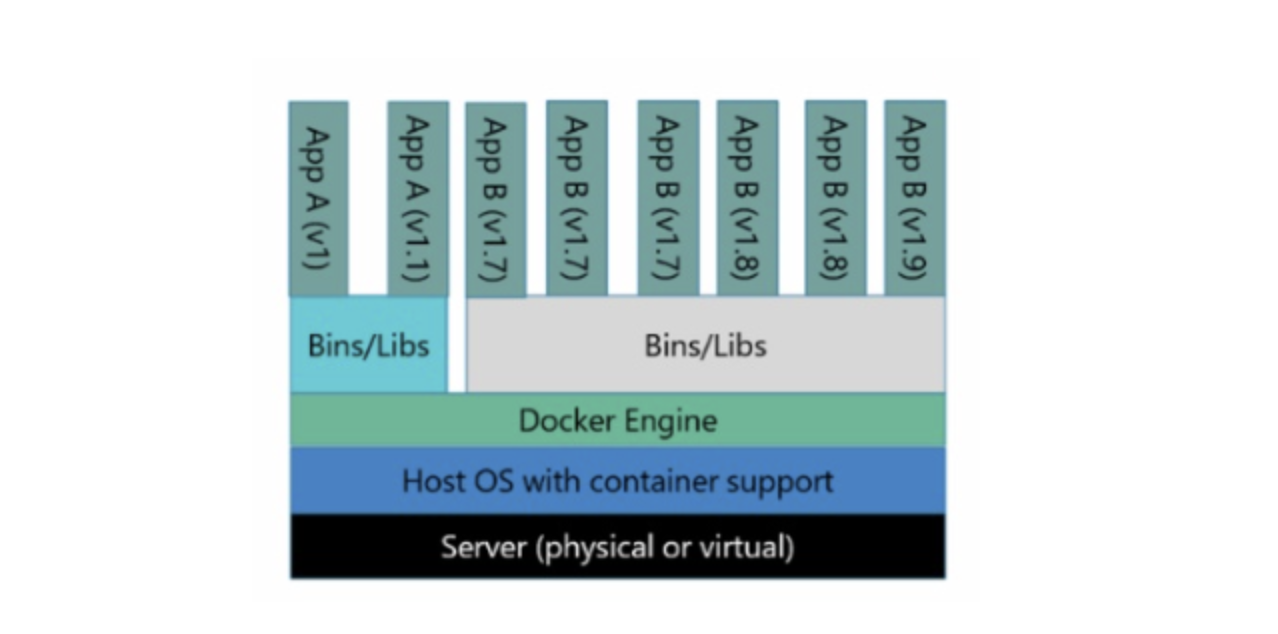 App A (v1)
App A (v1.1)
App B (v1.7)
App B (v1.7)
App B (v1.7)
App B (v1.8)
App B (v1.8)
App B (v1.9)
Bins/Libs
Bins/Libs
Docker Engine
Host OS with container support
Server (physical or virtual)